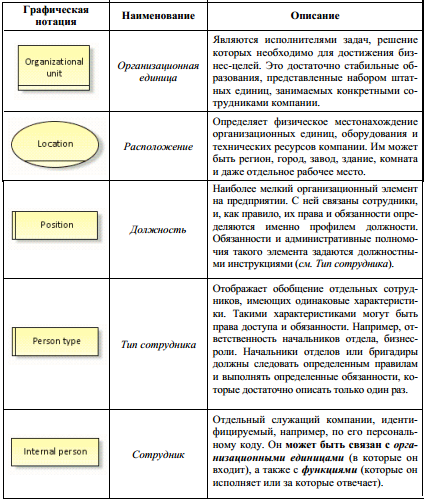 Графическая нотация
Наименование
Описание
Organizational unit
Организационная единица
Являются исполнителями задач, решение
которых необходимо для достижения биз-
нес-целей. Это достаточно стабильные об-
разования, представленные набором штат-
ных единиц, занимаемых конкретными со-
трудниками компании.
Location
Расположение
Определяет физическое местонахождение
организационных единиц, оборудования и
технических ресурсов компании. Им может
быть регион, город, завод, здание, комната
и даже отдельное рабочее место.
Position
Должность
Наиболее мелкий организационный элемент
на предприятии. С ней связаны сотрудники,
и, как правило, их права и обязанности опре-
деляются именно профилем должности.
Обязанности и административные полномо-
чия такого элемента задаются должностны-
ми инструкциями (см. Тип сотрудника).
Person type
Тип сотрудника
Отображает обобщение отдельных сотруд-
ников, имеющих одинаковые характеристи-
ки. Такими характеристиками могут быть
права доступа и обязанности. Например, от-
ветственность начальников отдела, бизнес-
роли. Начальники отделов или бригадиры
должны следовать определенным правилам
и выполнять определенные обязанности, ко-
торые достаточно описать только один раз.
Internal person
Сотрудник
Отдельный служащий компании, иденти-
фицируемый, например, по его персональ-
ному коду. Он может быть связан с орга-
низационными единицами (в которые он
входит), а также с функциями (которые он
исполняет или за которые отвечает).